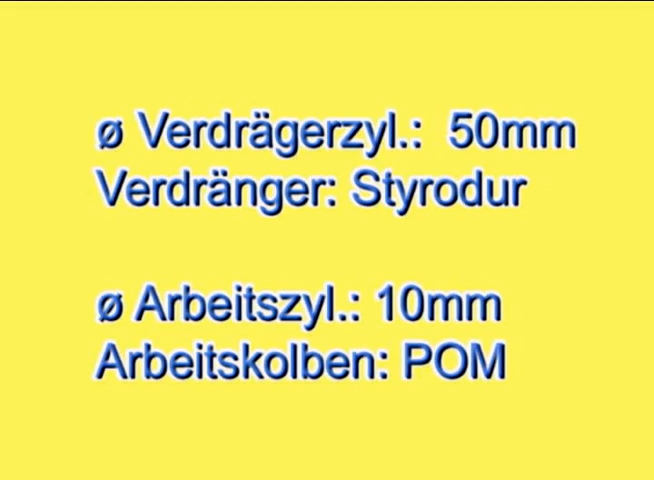 ø Verdrägerzyl.: 50mm
Verdränger: Styrodur
ø Arbeitszyl.: 10mm
Arbeitskolben: POM